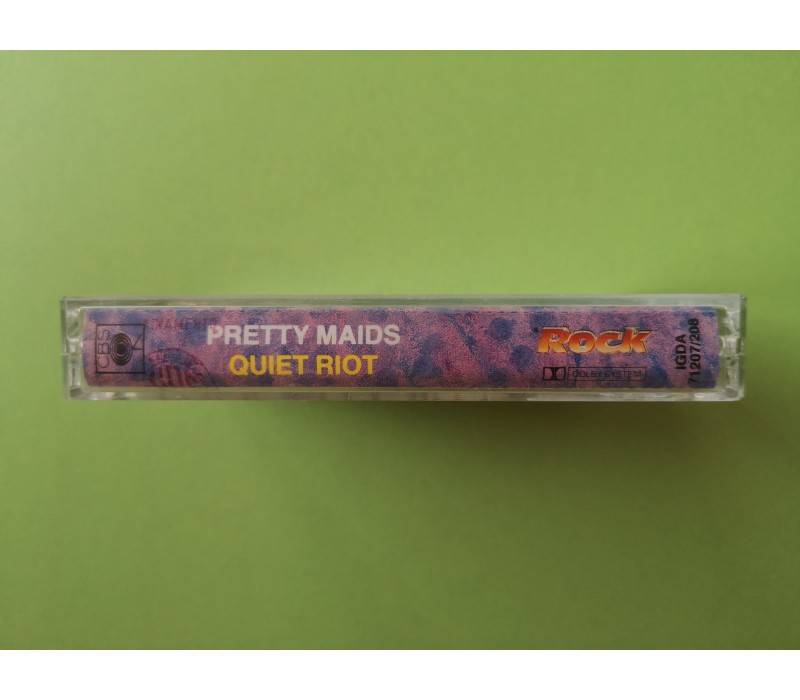 CBS
PRETTY MAIDS
QUIET RIOT
ROCK
DOLBY SYSTEM
IGDA
71207/208